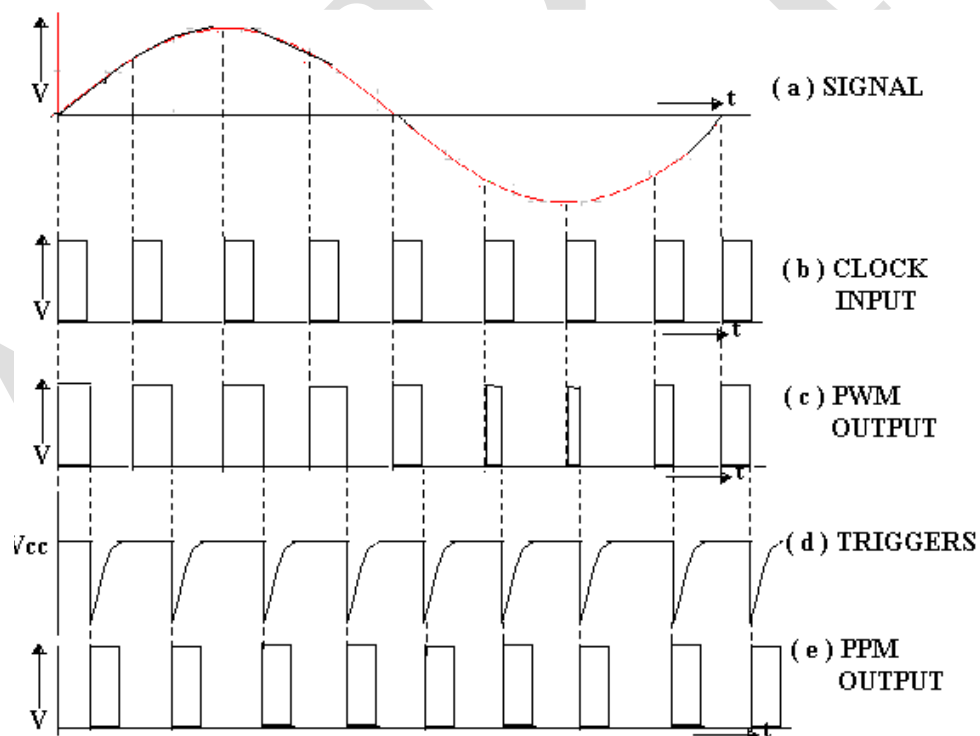 V
t
( a ) SIGNAL
V
( b ) CLOCK
INPUT
t
V
( c ) PWM
OUTPUT
t
Vcc
( d ) TRIGGERS
V
( e ) PPM
OUTPUT
t